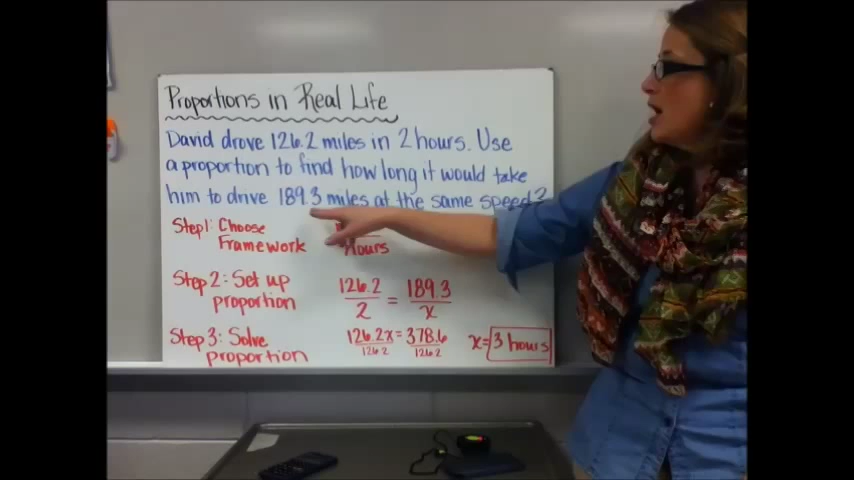 Proportions in Real Life
David drove 126.2 miles in 2 hours. Use
a proportion to find how long it would take
him to drive 189.3 miles at the same speed?
Step 1: Choose
Framework
Hours
Step 2: Set up
proportion
126.2 / 2 = 189.3 / x
Step 3: Solve
proportion
126.2x = 378.6 x = 3 hours
126.2 126.2